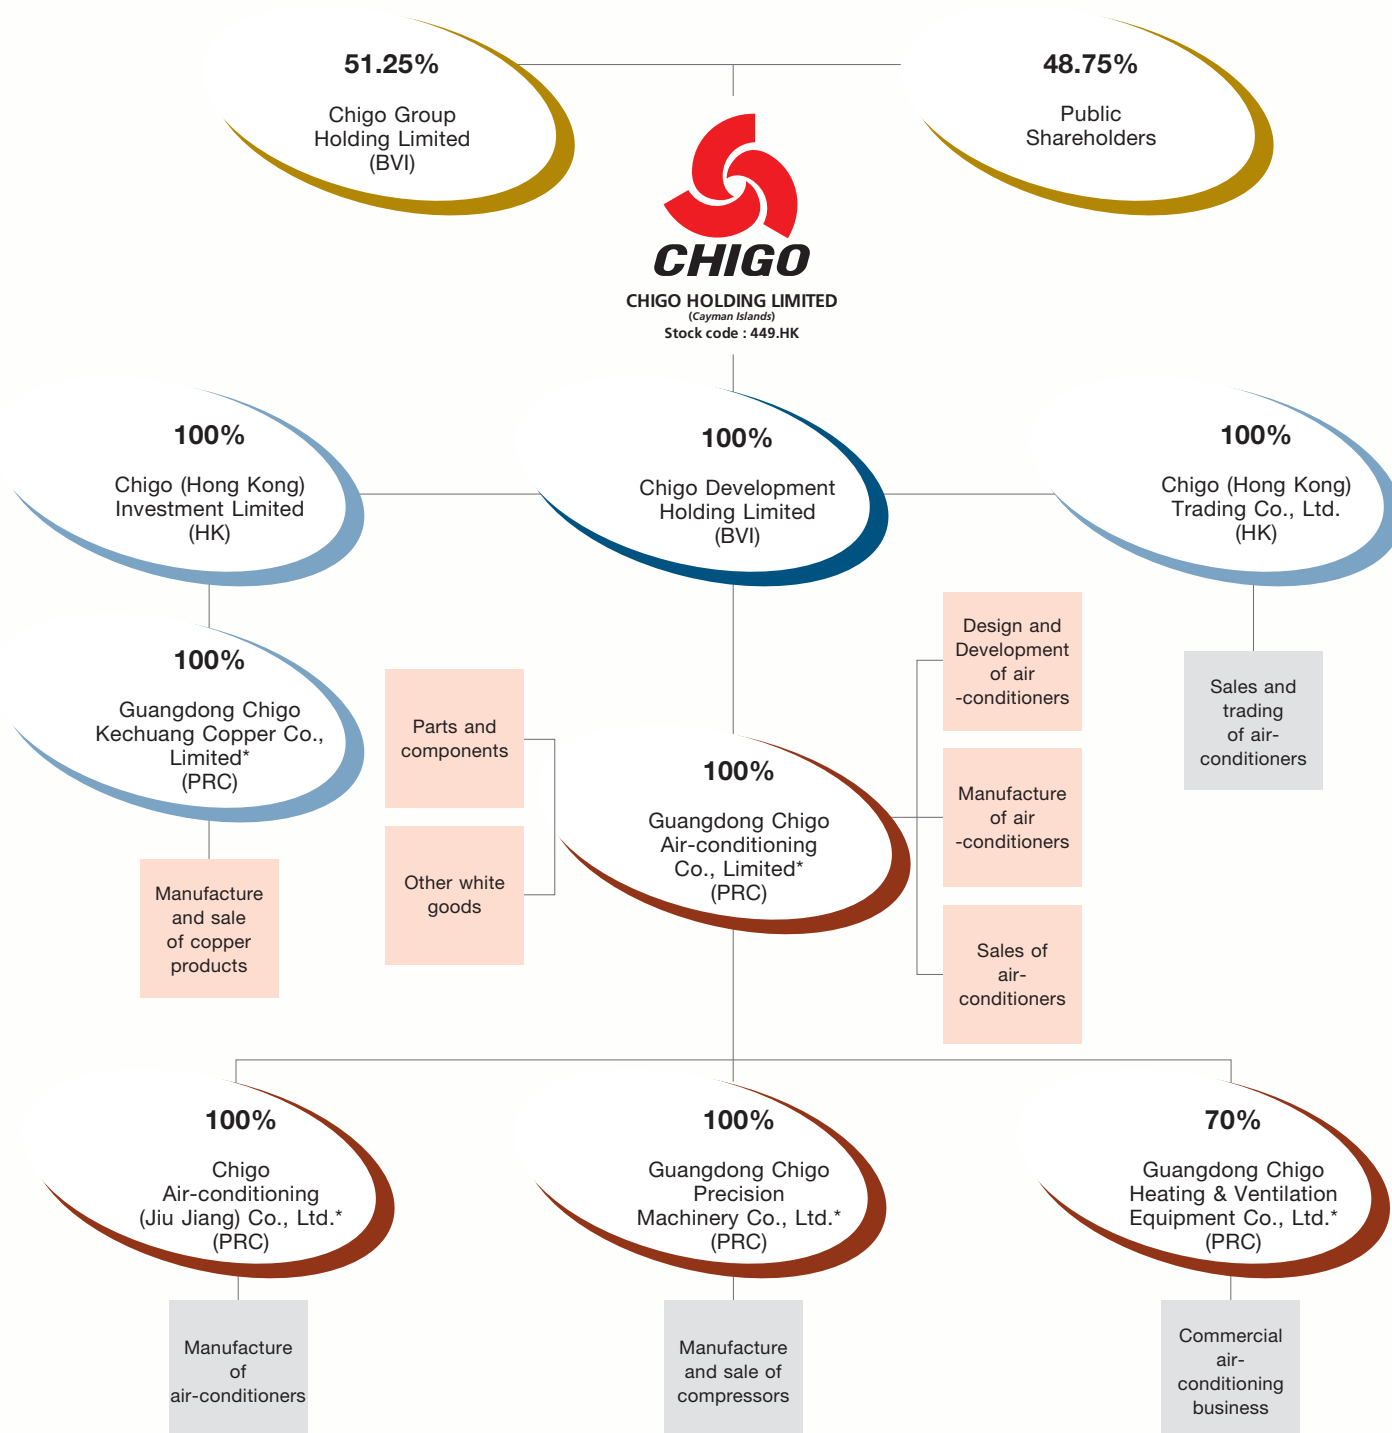 51.25%
Chigo Group
Holding Limited
(BVI)
48.75%
Public
Shareholders
CHIGO
CHIGO HOLDING LIMITED
(Cayman Islands)
Stock code : 449.HK
100%
Chigo (Hong Kong)
Investment Limited
(HK)
100%
Chigo Development
Holding Limited
(BVI)
100%
Chigo (Hong Kong)
Trading Co., Ltd.
(HK)
100%
Guangdong Chigo
Kechuang Copper Co.,
Limited*
(PRC)
Manufacture
and sale
of copper
products
Parts and
components
Other white
goods
100%
Guangdong Chigo
Air-conditioning
Co., Limited*
(PRC)
Design and
Development
of air
-conditioners
Manufacture
of air
-conditioners
Sales of
air-
conditioners
Sales and
trading
of air-
conditioners
100%
Chigo
Air-conditioning
(Jiu Jiang) Co., Ltd.*
(PRC)
100%
Guangdong Chigo
Precision
Machinery Co., Ltd.*
(PRC)
70%
Guangdong Chigo
Heating & Ventilation
Equipment Co., Ltd.*
(PRC)
Manufacture
of
air-conditioners
Manufacture
and sale of
compressors
Commercial
air-
conditioning
business